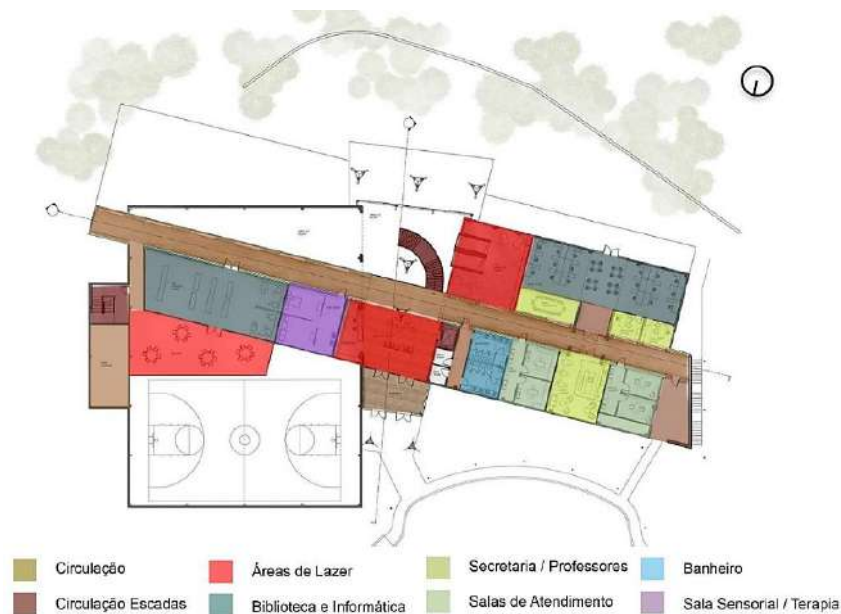 Circulação
Áreas de Lazer
Secretaria / Professores
Banheiro
Circulação Escadas
Biblioteca e Informática
Salas de Atendimento
Sala Sensorial / Terapia